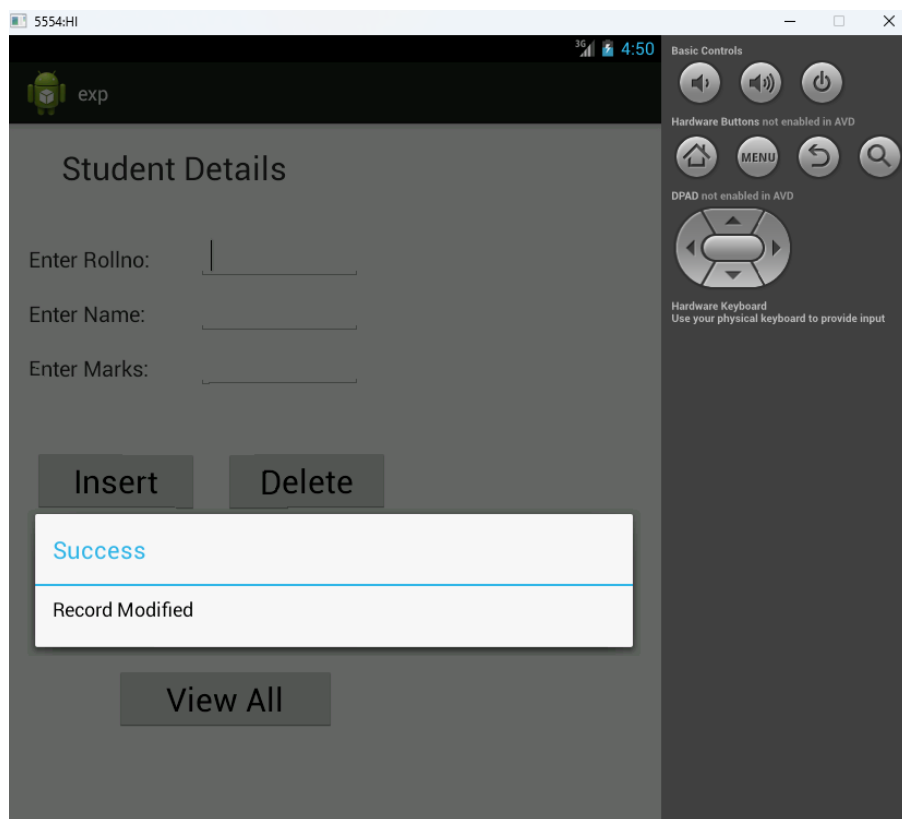 5554:HI
3G 4:50
exp
Student Details
Enter Rollno:
Enter Name:
Enter Marks:
Insert Delete
Success
Record Modified
View All
Basic Controls
Hardware Buttons not enabled in AVD
MENU
DPAD not enabled in AVD
Hardware Keyboard
Use your physical keyboard to provide input